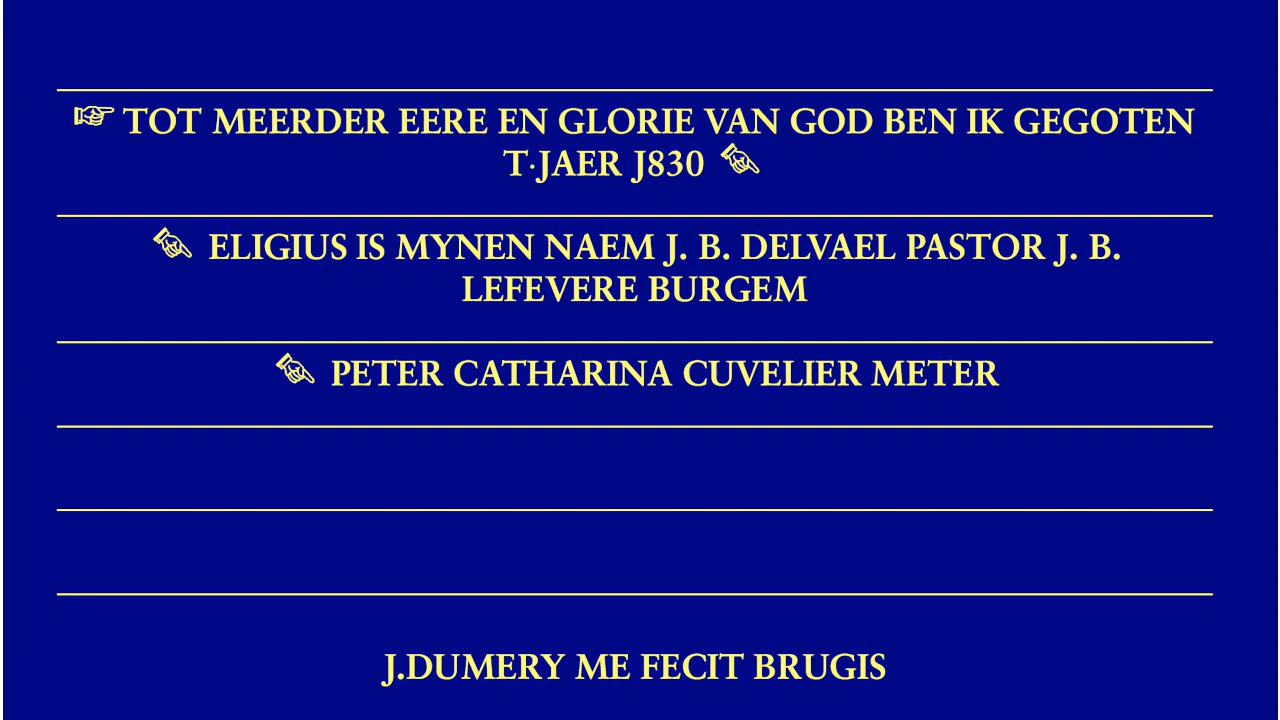 ☞ TOT MEERDER EERE EN GLORIE VAN GOD BEN IK GEGOTEN
T·JAER J830 ✎
✎ ELIGIUS IS MYNEN NAEM J. B. DELVAEL PASTOR J. B.
LEFEVERE BURGEM
✎ PETER CATHARINA CUVELIER METER
J.DUMERY ME FECIT BRUGIS